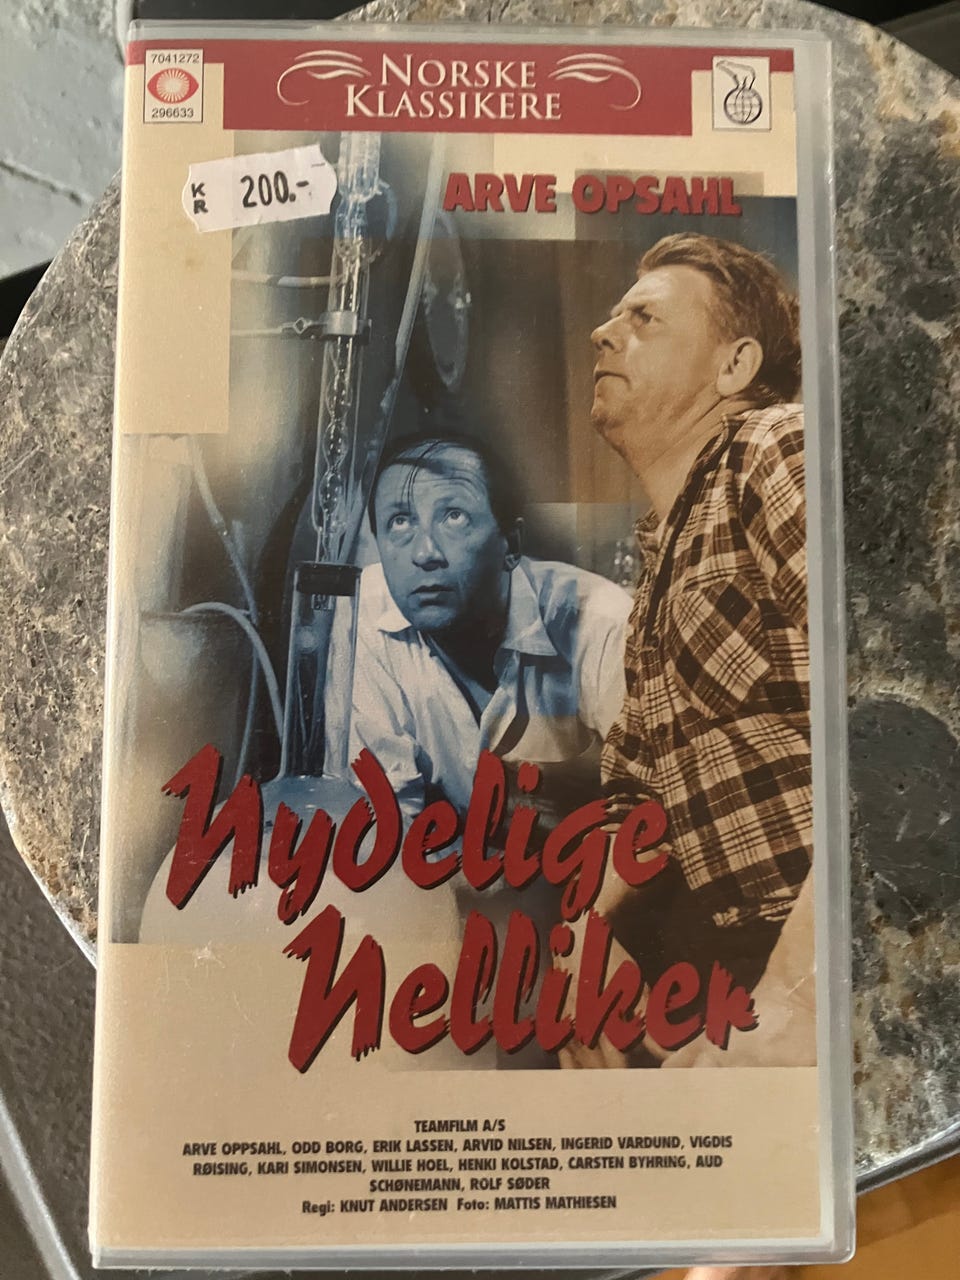 7041272
296633
NORSKE
KLASSIKERE
KR 200.-
ARVE OPSAHL
Nydelige
Nelliker
TEAMFILM A/S
ARVE OPPSAHL, ODD BORG, ERIK LASSEN, ARVID NILSEN, INGERID VARDUND, VIGDIS
RØISING, KARI SIMONSEN, WILLIE HOEL, HENKI KOLSTAD, CARSTEN BYHRING, AUD
SCHØNEMANN, ROLF SØDER
Regi: KNUT ANDERSEN Foto: MATTIS MATHIESEN